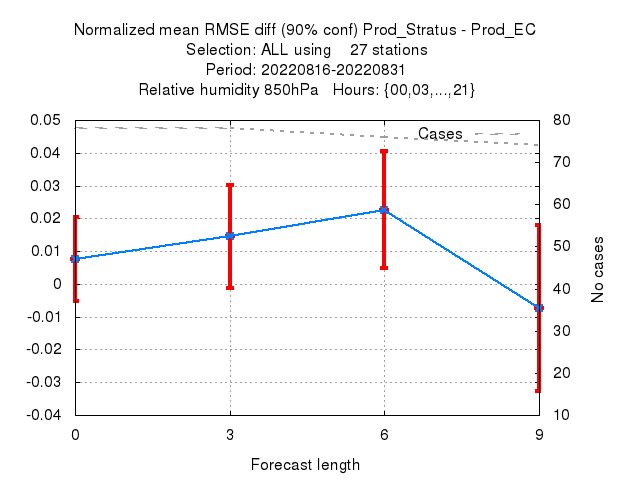 Normalized mean RMSE diff (90% conf) Prod_Stratus - Prod_EC
Selection: ALL using 27 stations
Period: 20220816-20220831
Relative humidity 850hPa Hours: {00,03,...,21}
0.05
0.04
0.03
0.02
0.01
0
-0.01
-0.02
-0.03
-0.04
Cases
80
70
60
50
40
30
20
10
No cases
0 3 6 9
Forecast length